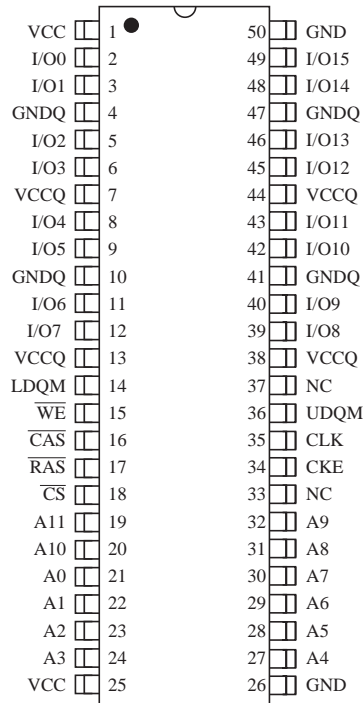 VCC 1 50 GND
I/O0 2 49 I/O15
I/O1 3 48 I/O14
GNDQ 4 47 GNDQ
I/O2 5 46 I/O13
I/O3 6 45 I/O12
VCCQ 7 44 VCCQ
I/O4 8 43 I/O11
I/O5 9 42 I/O10
GNDQ 10 41 GNDQ
I/O6 11 40 I/O9
I/O7 12 39 I/O8
VCCQ 13 38 VCCQ
LDQM 14 37 NC
W̅E̅ 15 36 UDQM
C̅A̅S̅ 16 35 CLK
R̅A̅S̅ 17 34 CKE
C̅S̅ 18 33 NC
A11 19 32 A9
A10 20 31 A8
A0 21 30 A7
A1 22 29 A6
A2 23 28 A5
A3 24 27 A4
VCC 25 26 GND